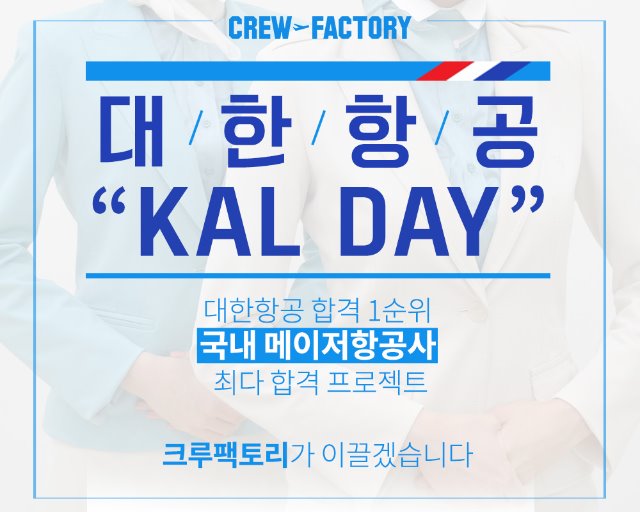 CREW FACTORY
대/한/항/공
“KAL DAY”
대한항공 합격 1순위
국내 메이저항공사
최다 합격 프로젝트
크루팩토리가 이끌겠습니다